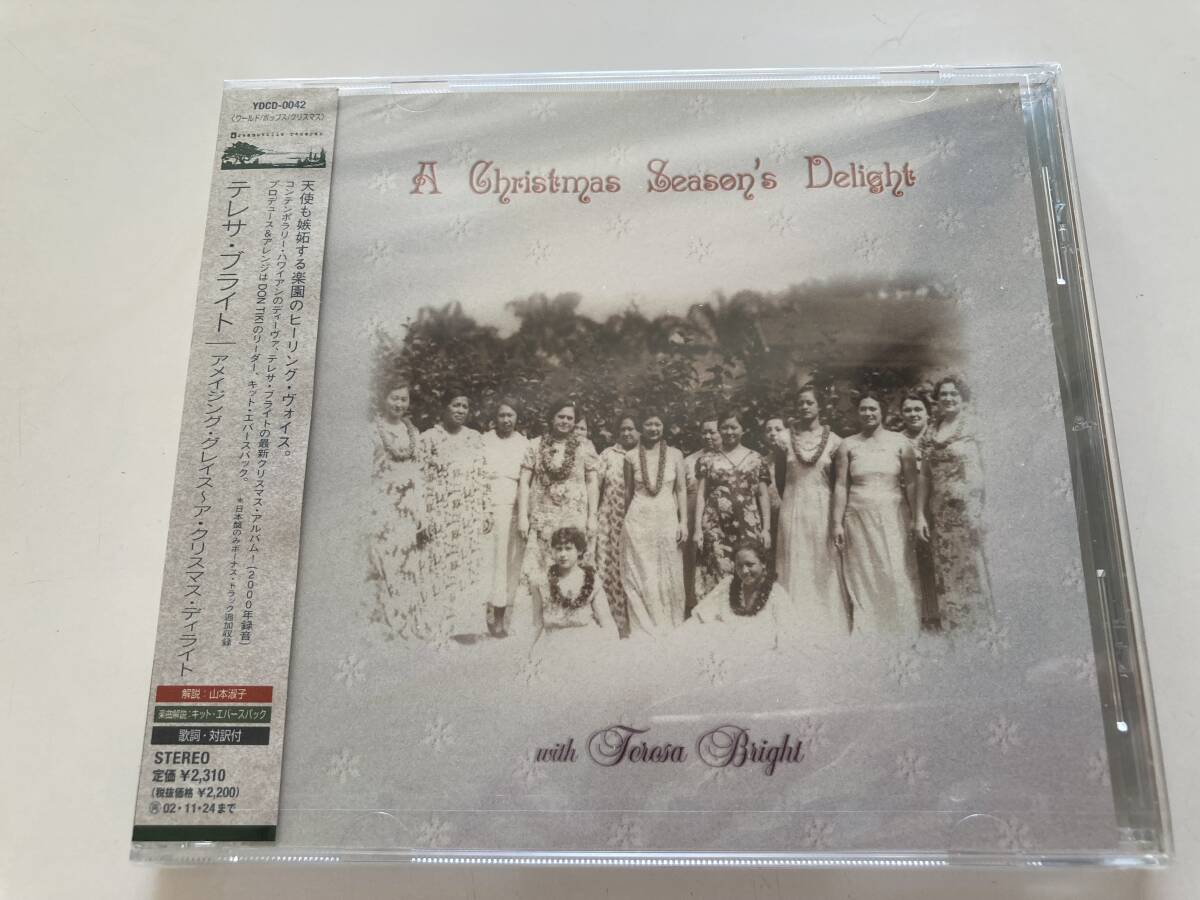 YDCD-0042
〈ワールド/ポップス/クリスマス〉
天使も嫉妬する楽園のヒーリング・ヴォイス。
コンテンポラリー・ハワイアンのディーヴァ、テレサ・ブライトの最新クリスマス・アルバム！（2000年録音）
プロデュース＆アレンジはDON TIKIのリーダー、キット・エバースバック。
＊日本盤のみボーナス・トラック追加収録
テレサ・ブライト｜アメイジング・グレイス～ア・クリスマス・ディライト
解説：山本淑子
楽曲解説：キット・エバースバック
歌詞・対訳付
STEREO
定価 ¥2,310
(税抜価格 ¥2,200)
再 02・11・24まで
A Christmas Season's Delight
with Teresa Bright